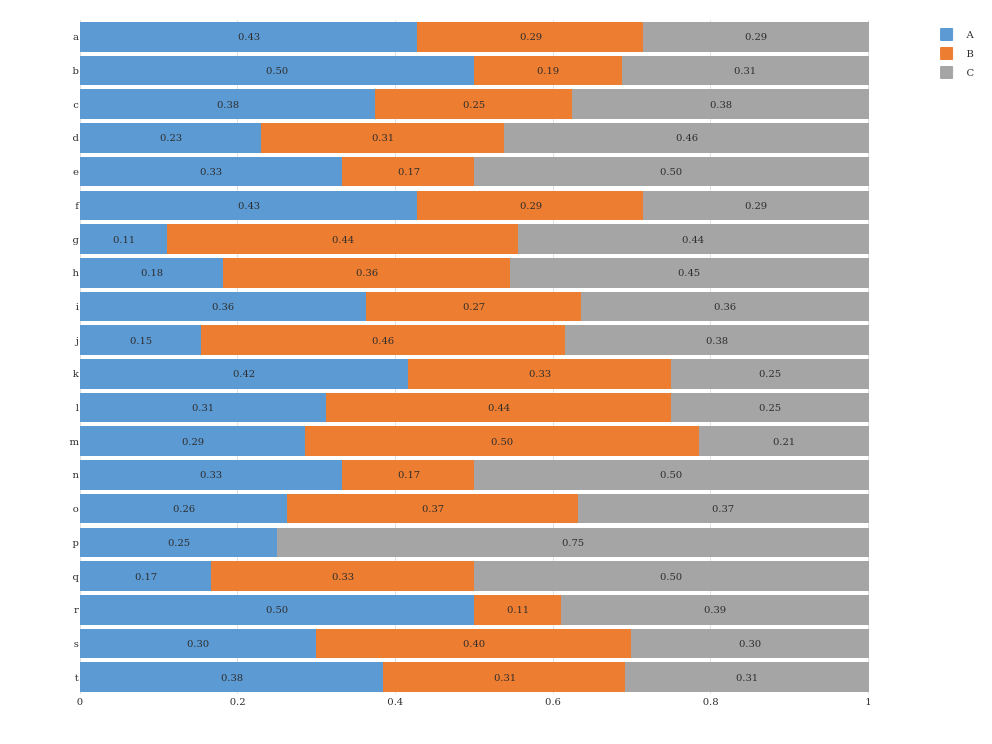 a 0.43 0.29 0.29 A
b 0.50 0.19 0.31 B
C
c 0.38 0.25 0.38
d 0.23 0.31 0.46
e 0.33 0.17 0.50
f 0.43 0.29 0.29
g 0.11 0.44 0.44
h 0.18 0.36 0.45
i 0.36 0.27 0.36
j 0.15 0.46 0.38
k 0.42 0.33 0.25
l 0.31 0.44 0.25
m 0.29 0.50 0.21
n 0.33 0.17 0.50
o 0.26 0.37 0.37
p 0.25 0.75
q 0.17 0.33 0.50
r 0.50 0.11 0.39
s 0.30 0.40 0.30
t 0.38 0.31 0.31
0 0.2 0.4 0.6 0.8 1